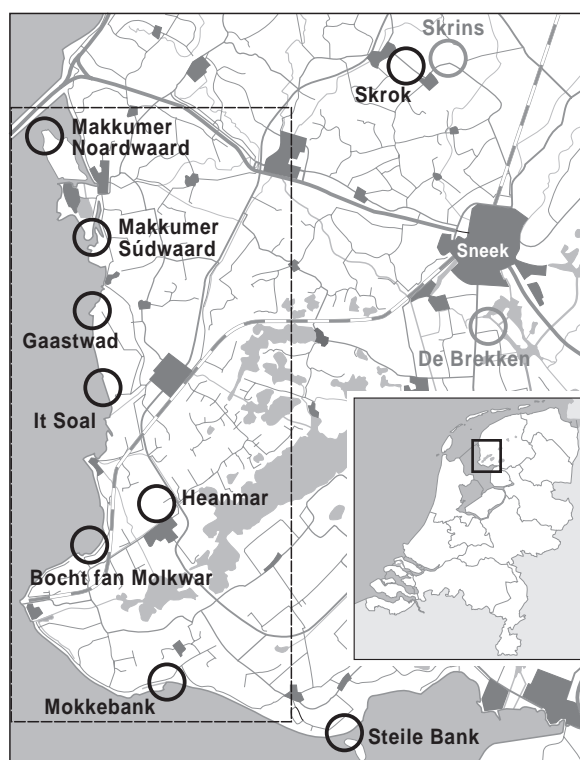 Skrins
Skrok
Makkumer
Noardwaard
Makkumer
Súdwaard
Sneek
Gaastwad
De Brekken
It Soal
Heanmar
Bocht fan Molkwar
Mokkebank
Steile Bank